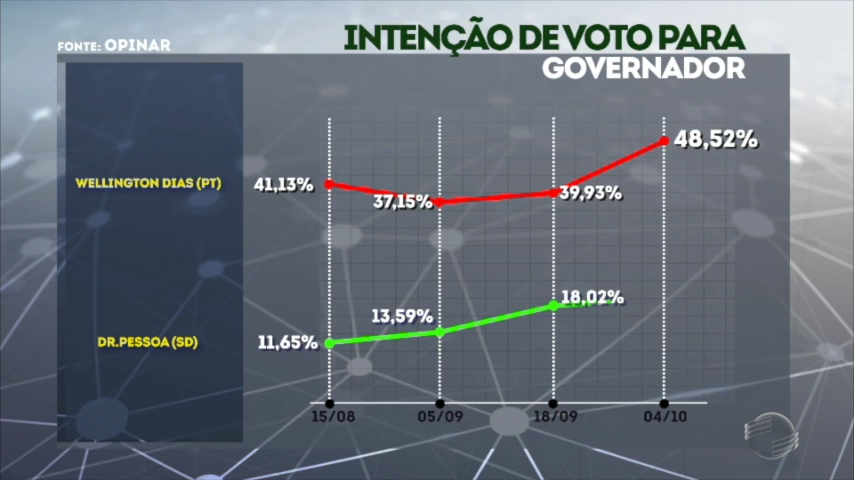 FONTE: OPINAR
INTENÇÃO DE VOTO PARA
GOVERNADOR
48,52%
WELLINGTON DIAS (PT)
41,13%
37,15%
39,93%
18,02%
13,59%
DR.PESSOA (SD)
11,65%
15/08
05/09
18/09
04/10